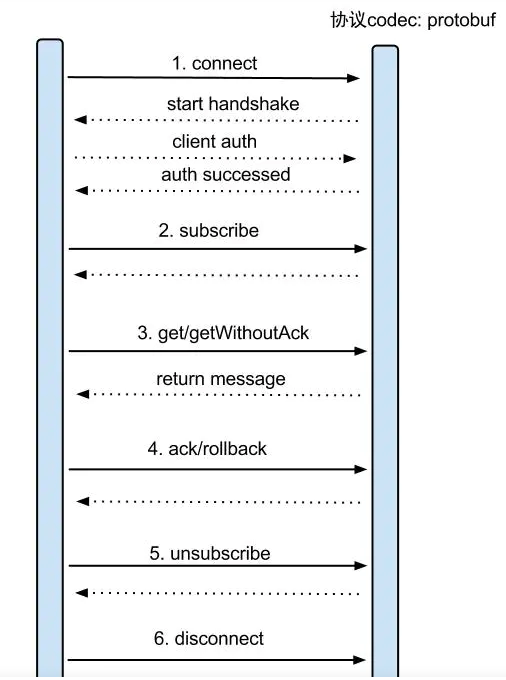 协议codec: protobuf
1. connect
start handshake
client auth
auth successed
2. subscribe
3. get/getWithoutAck
return message
4. ack/rollback
5. unsubscribe
6. disconnect